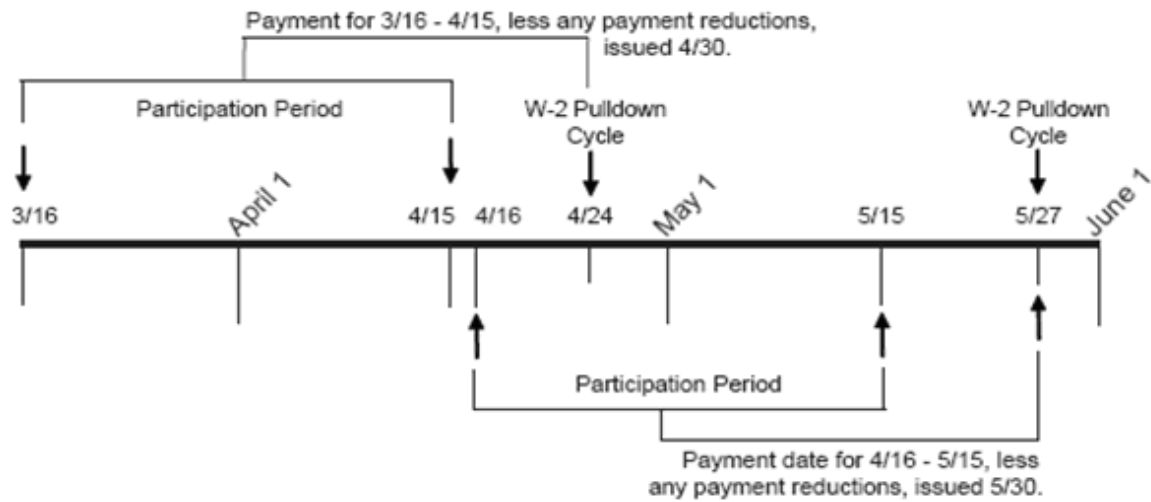 Payment for 3/16 - 4/15, less any payment reductions,
issued 4/30.
Participation Period
W-2 Pulldown
Cycle
W-2 Pulldown
Cycle
3/16
April 1
4/15
4/16
4/24
May 1
5/15
5/27
June 1
Participation Period
Payment date for 4/16 - 5/15, less
any payment reductions, issued 5/30.